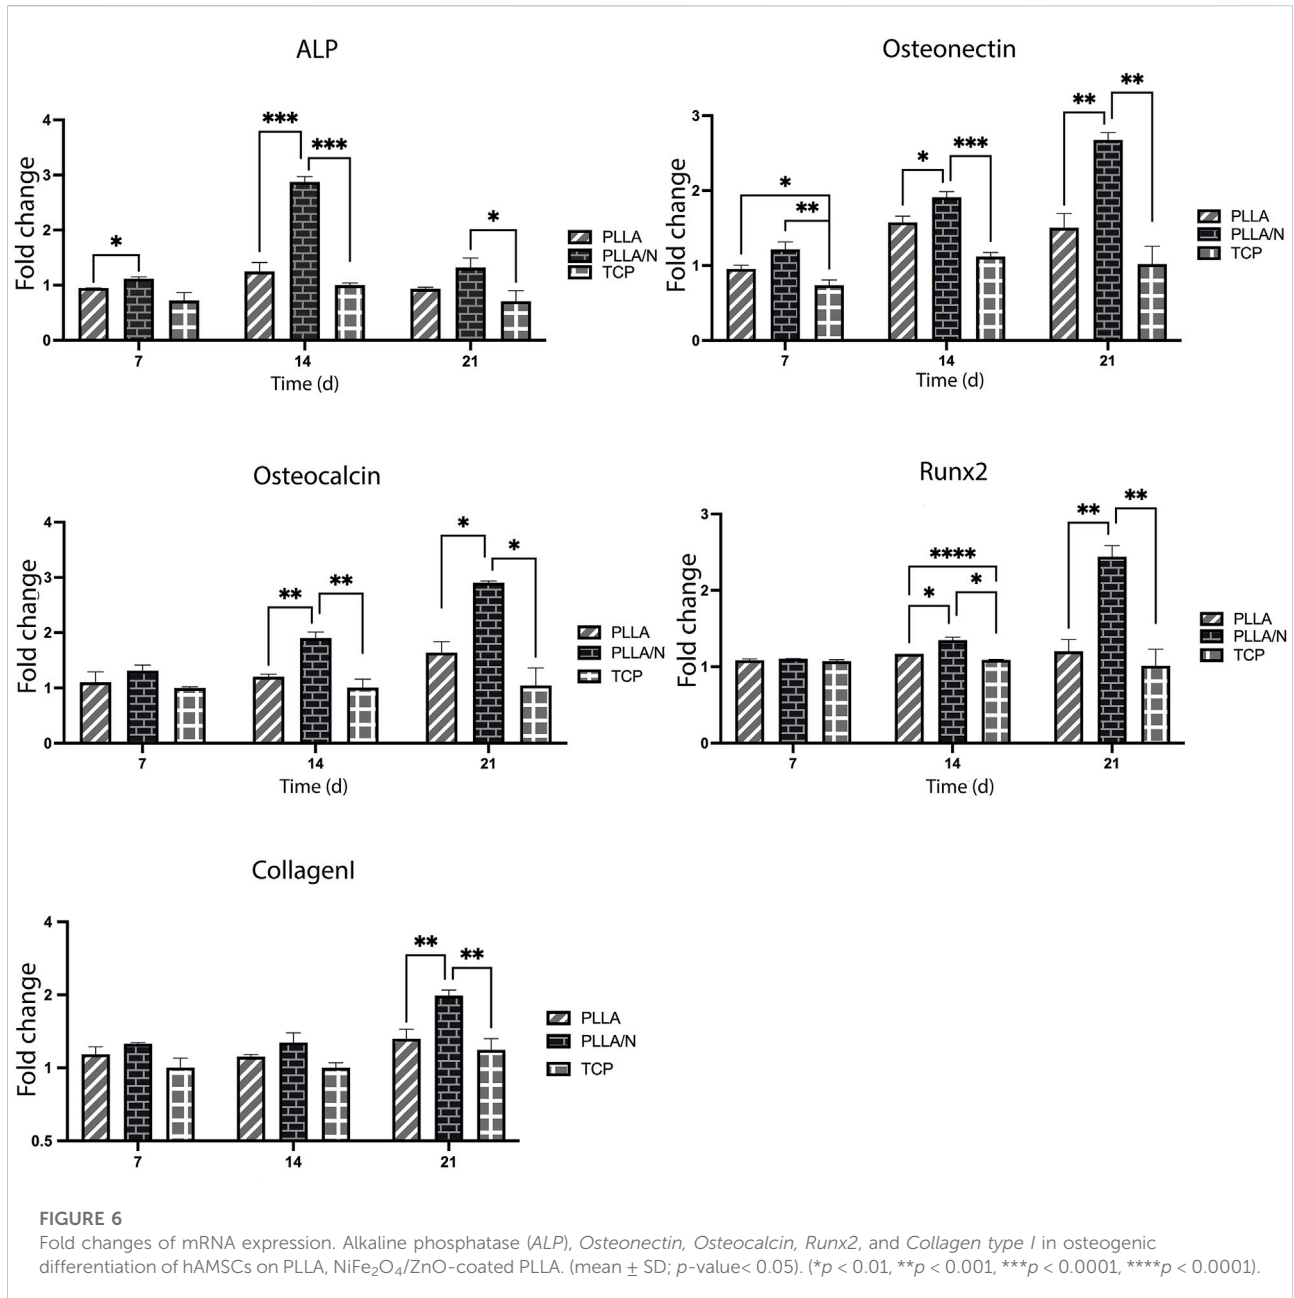 ALP
Fold change
4
3
2
1
0
***
***
*
*
7
14
21
Time (d)
PLLA
PLLA/N
TCP
Osteonectin
Fold change
3
2
1
0
*
**
*
***
**
**
7
14
21
Time (d)
PLLA
PLLA/N
TCP
Osteocalcin
Fold change
4
3
2
1
0
**
**
*
*
7
14
21
Time (d)
PLLA
PLLA/N
TCP
Runx2
Fold change
3
2
1
0
****
*
*
**
**
7
14
21
Time (d)
PLLA
PLLA/N
TCP
CollagenI
Fold change
4
2
1
0.5
**
**
7
14
21
PLLA
PLLA/N
TCP
FIGURE 6
Fold changes of mRNA expression. Alkaline phosphatase (ALP), Osteonectin, Osteocalcin, Runx2, and Collagen type I in osteogenic
differentiation of hAMSCs on PLLA, NiFe₂O₄/ZnO-coated PLLA. (mean ± SD; p-value< 0.05). (*p < 0.01, **p < 0.001, ***p < 0.0001, ****p < 0.0001).